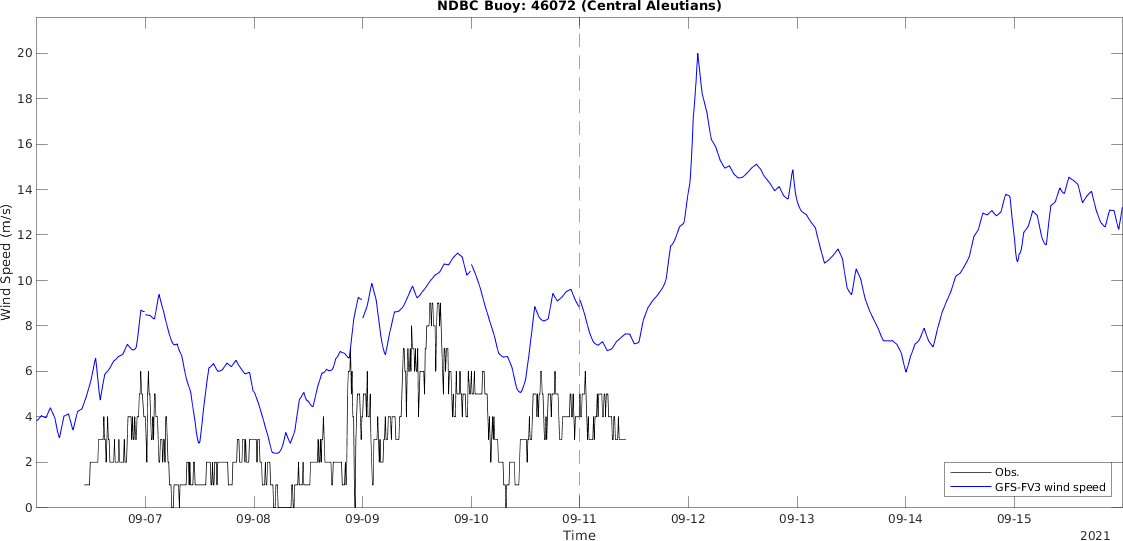 NDBC Buoy: 46072 (Central Aleutians)
20
18
16
14
12
10
8
6
4
2
0
Wind Speed (m/s)
Obs.
GFS-FV3 wind speed
09-07 09-08 09-09 09-10 09-11 09-12 09-13 09-14 09-15
Time
2021